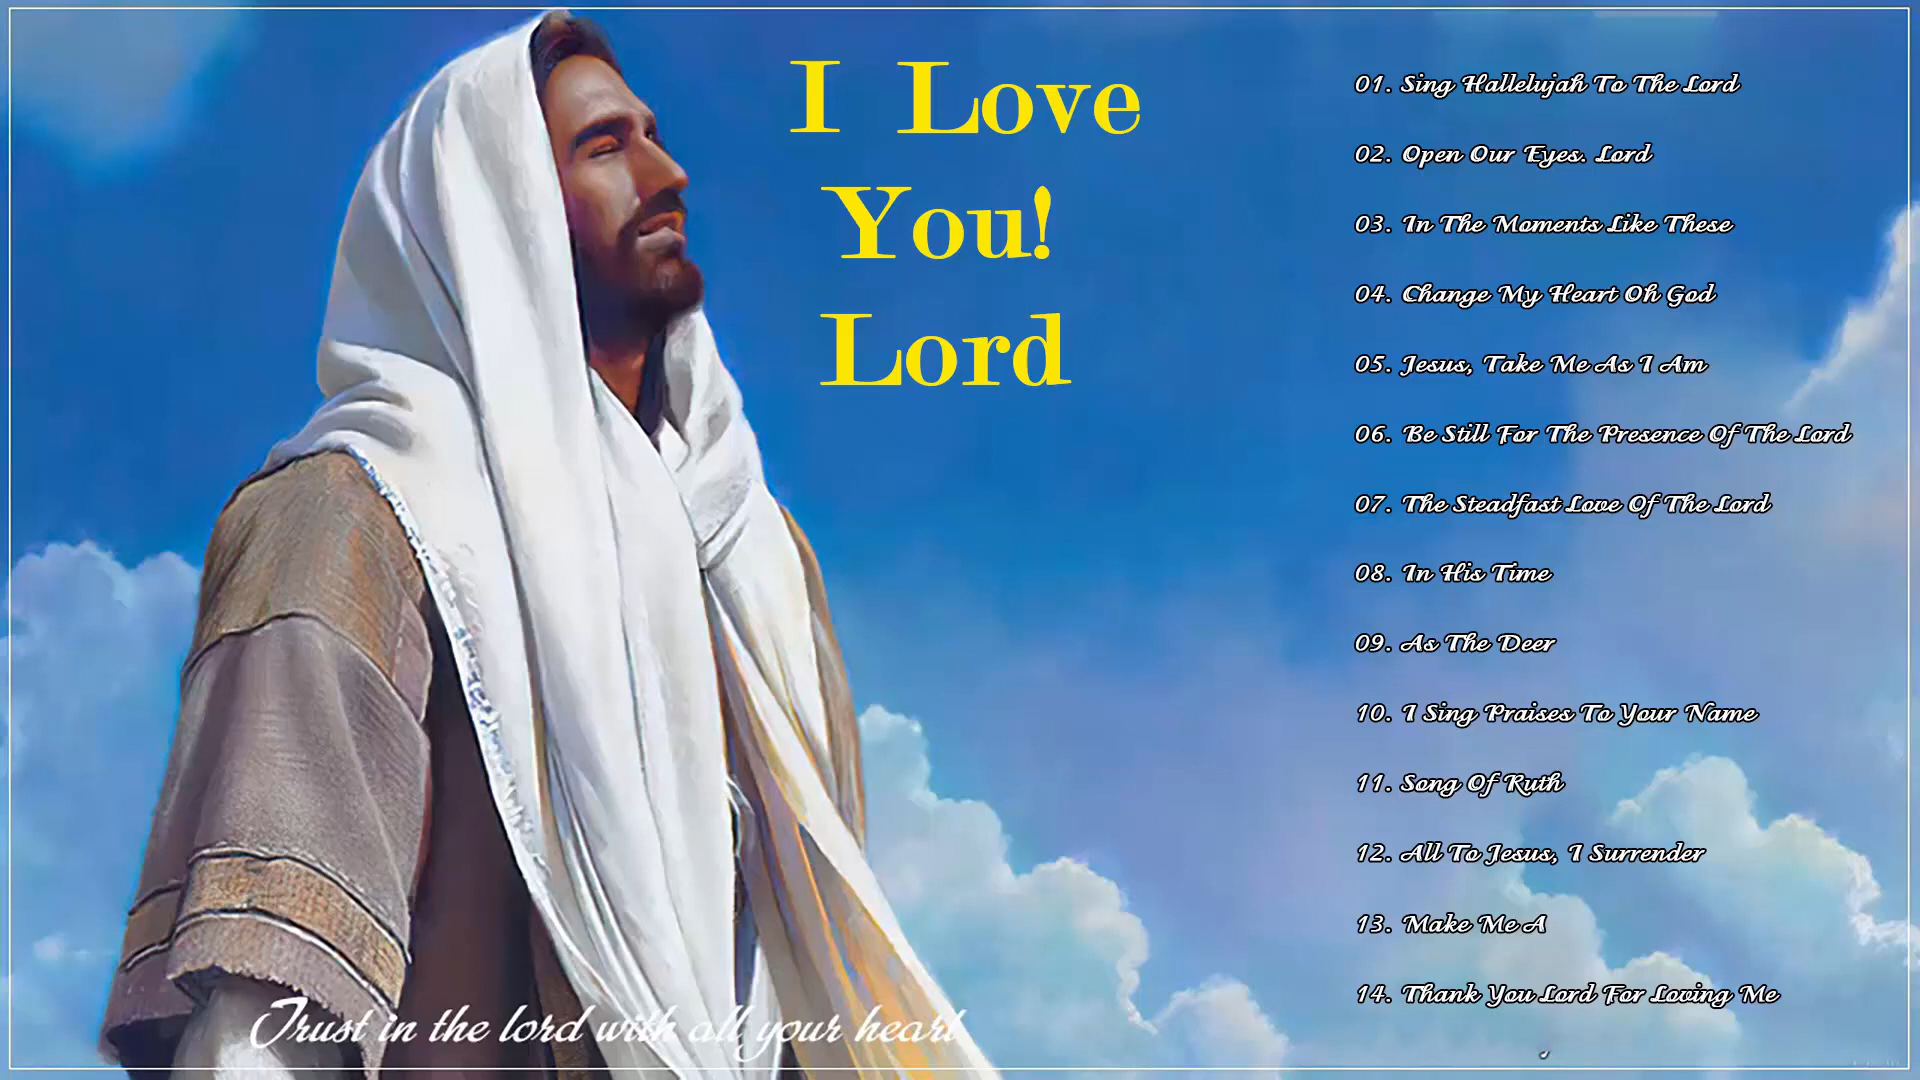 I Love
You!
Lord
01. Sing Hallelujah To The Lord
02. Open Our Eyes. Lord
03. In The Moments Like These
04. Change My Heart Oh God
05. Jesus, Take Me As I Am
06. Be Still For The Presence Of The Lord
07. The Steadfast Love Of The Lord
08. In His Time
09. As The Deer
10. I Sing Praises To Your Name
11. Song Of Ruth
12. All To Jesus, I Surrender
13. Make Me A
14. Thank You Lord For Loving Me
Trust in the lord with all your heart